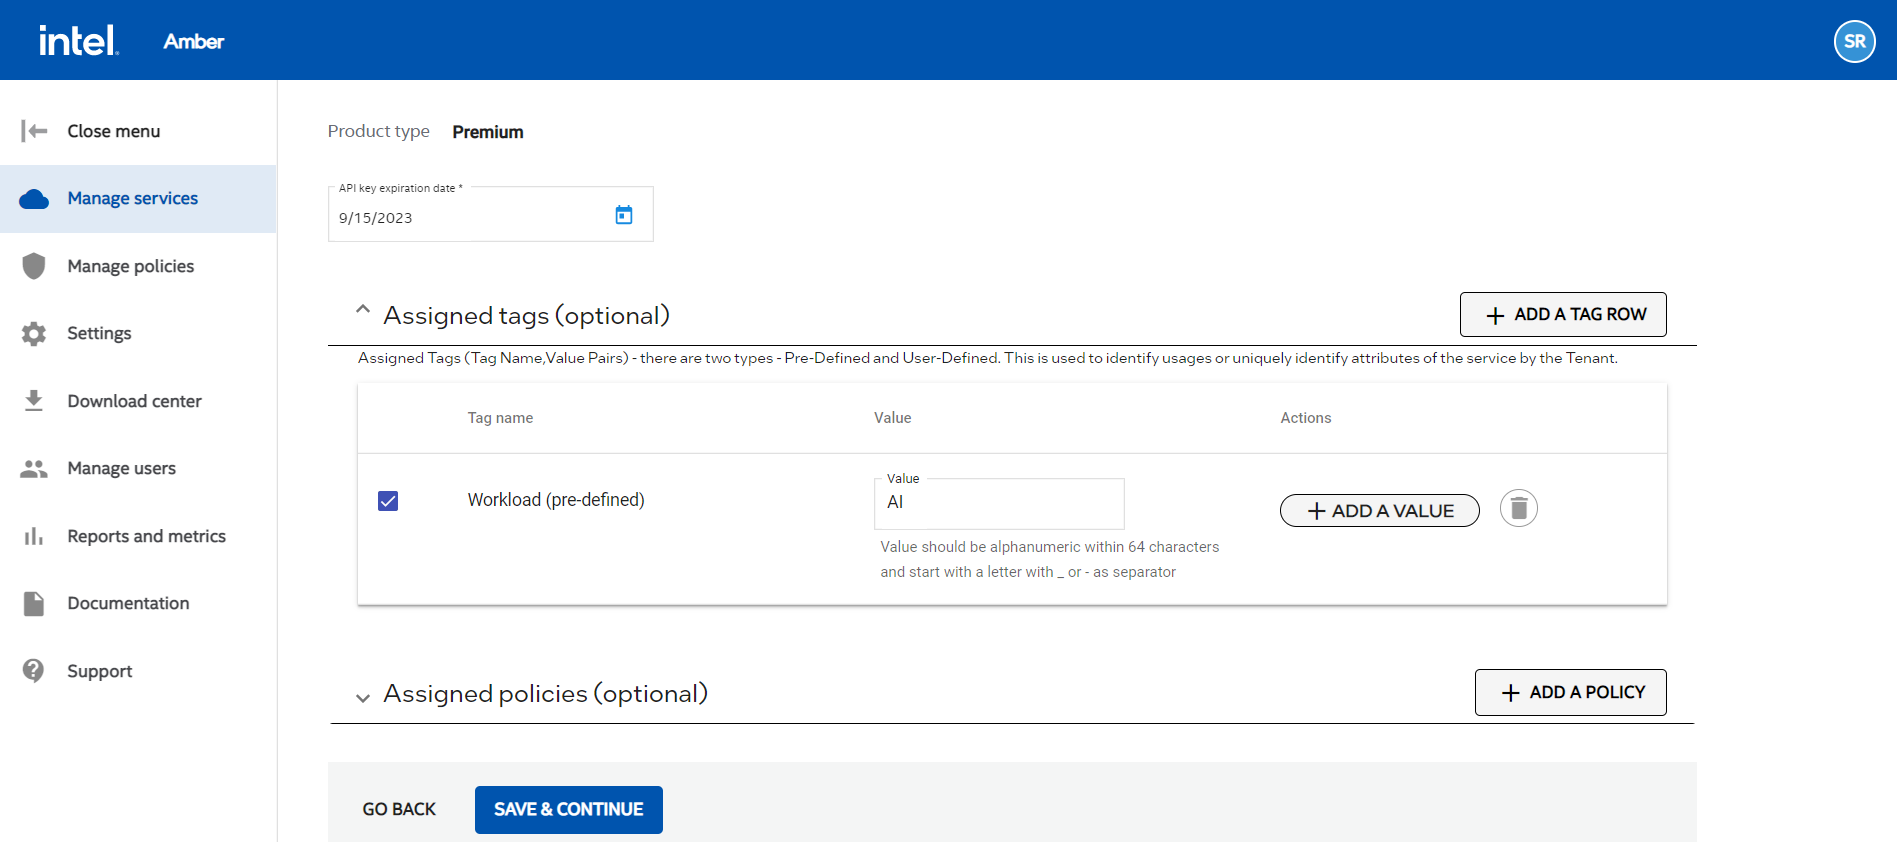 intel.
Amber
SR
Close menu
Manage services
Manage policies
Settings
Download center
Manage users
Reports and metrics
Documentation
Support
Product type Premium
API key expiration date *
9/15/2023
Assigned tags (optional)
+ ADD A TAG ROW
Assigned Tags (Tag Name,Value Pairs) - there are two types - Pre-Defined and User-Defined. This is used to identify usages or uniquely identify attributes of the service by the Tenant.
Tag name Value Actions
Workload (pre-defined)
Value
AI
Value should be alphanumeric within 64 characters
and start with a letter with _ or - as separator
+ ADD A VALUE
Assigned policies (optional)
+ ADD A POLICY
GO BACK
SAVE & CONTINUE